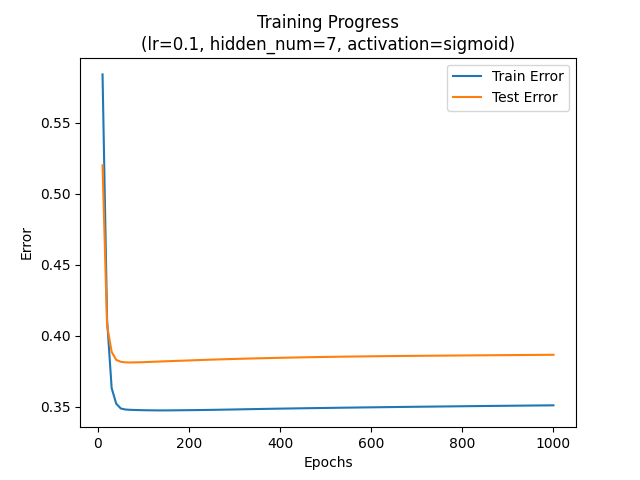 Training Progress
(lr=0.1, hidden_num=7, activation=sigmoid)
Train Error
Test Error
0.55
0.50
0.45
0.40
0.35
Error
0 200 400 600 800 1000
Epochs